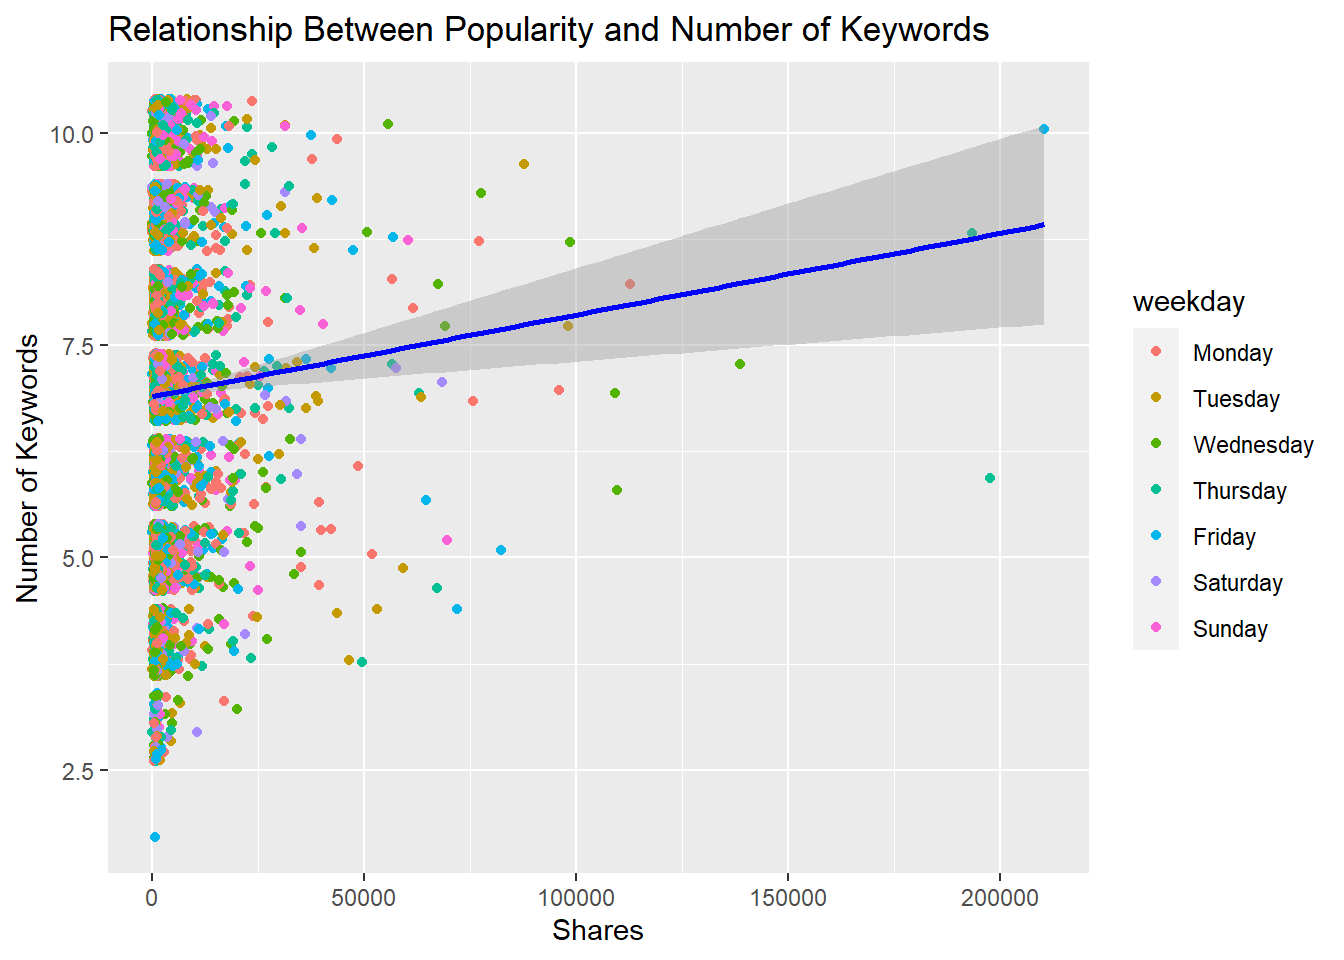 Relationship Between Popularity and Number of Keywords
10.0
7.5
5.0
2.5
Number of Keywords
0
50000
100000
150000
200000
Shares
weekday
Monday
Tuesday
Wednesday
Thursday
Friday
Saturday
Sunday